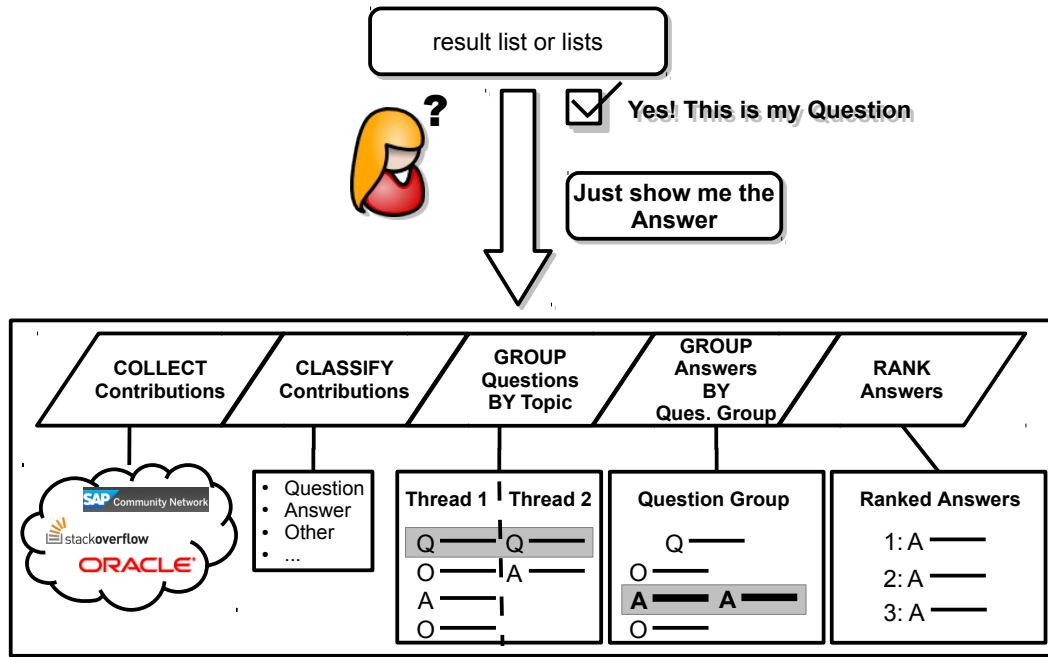 result list or lists
?
Yes! This is my Question
Just show me the
Answer
COLLECT
Contributions
CLASSIFY
Contributions
GROUP
Questions
BY Topic
GROUP
Answers
BY
Ques. Group
RANK
Answers
SAP Community Network
stackoverflow
ORACLE
• Question
• Answer
• Other
• ...
Thread 1 Thread 2
Q Q
O A
A
O
Question Group
Q
O
A A
O
Ranked Answers
1: A
2: A
3: A